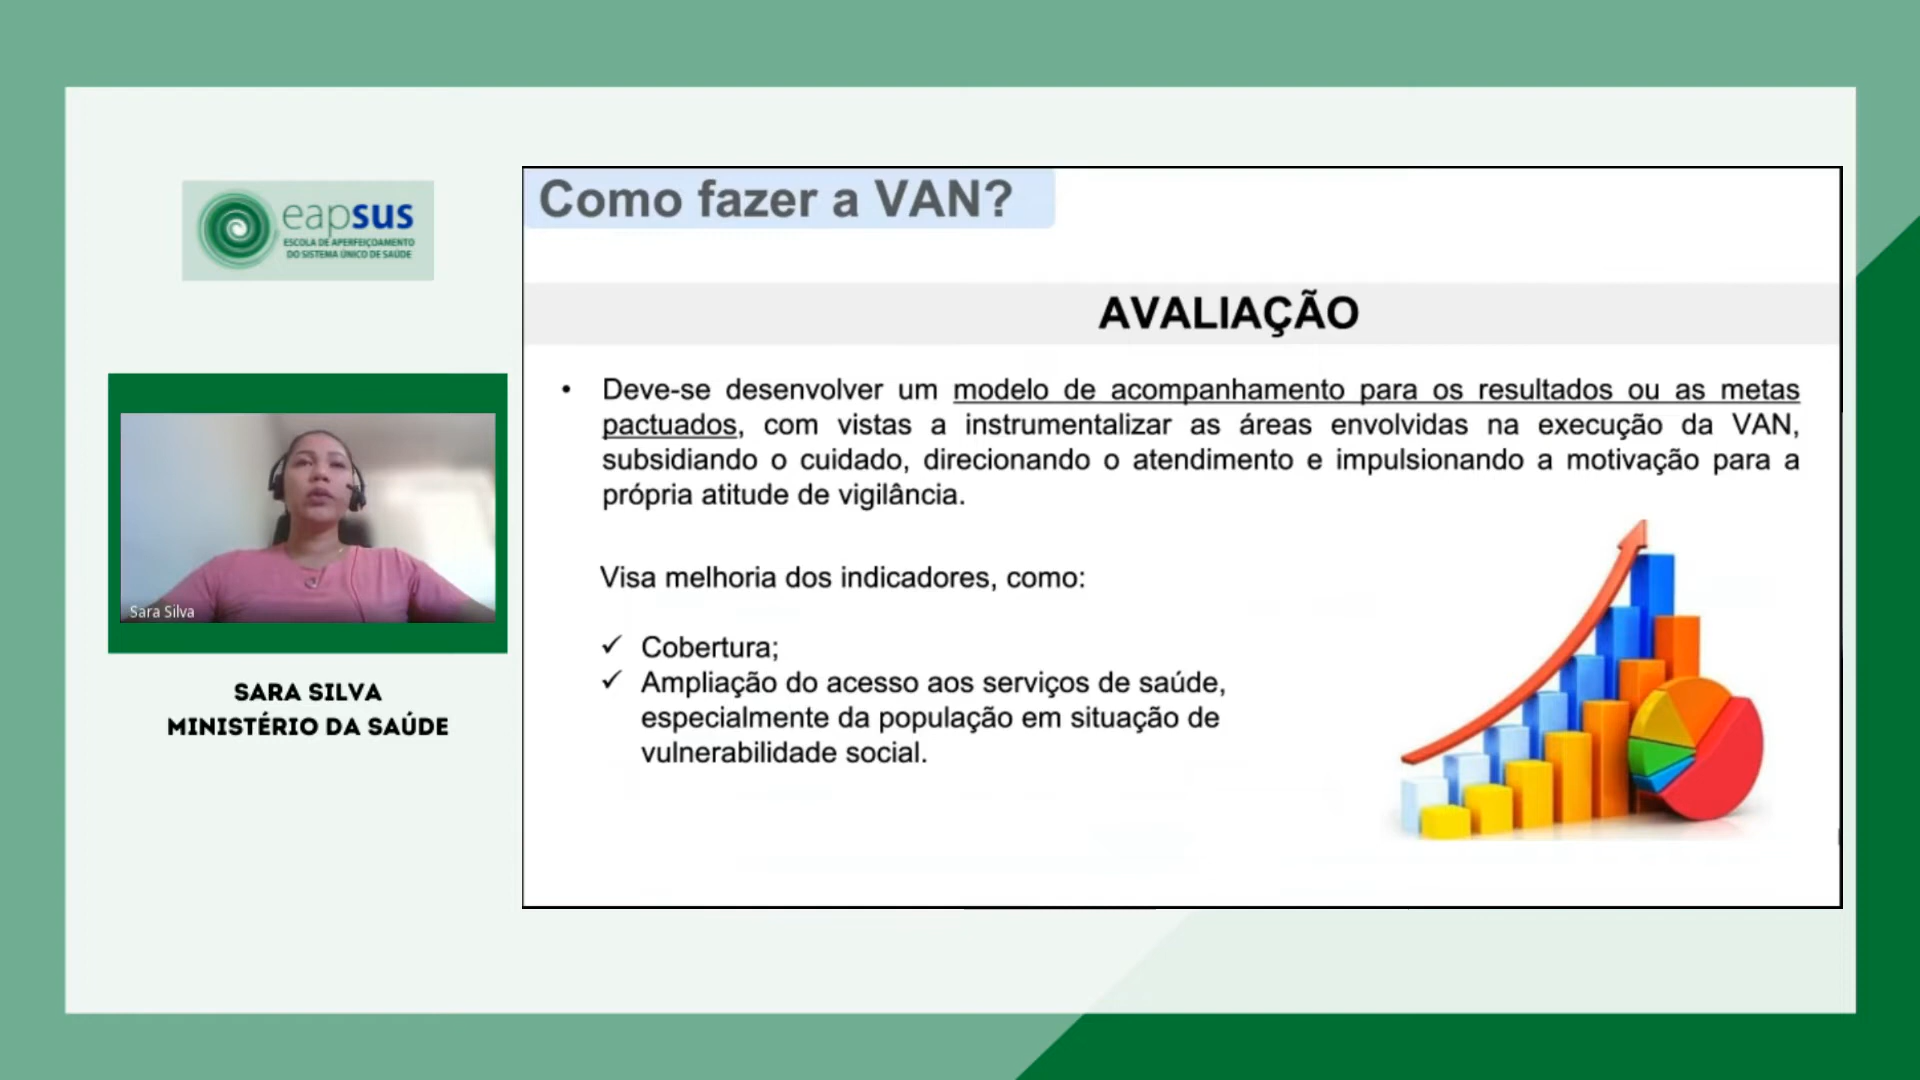 eapsus
ESCOLA DE APERFEIÇOAMENTO
DO SISTEMA ÚNICO DE SAÚDE
Sara Silva
SARA SILVA
MINISTÉRIO DA SAÚDE
Como fazer a VAN?
AVALIAÇÃO
• Deve-se desenvolver um modelo de acompanhamento para os resultados ou as metas
pactuados, com vistas a instrumentalizar as áreas envolvidas na execução da VAN,
subsidiando o cuidado, direcionando o atendimento e impulsionando a motivação para a
própria atitude de vigilância.
Visa melhoria dos indicadores, como:
✓ Cobertura;
✓ Ampliação do acesso aos serviços de saúde,
especialmente da população em situação de
vulnerabilidade social.